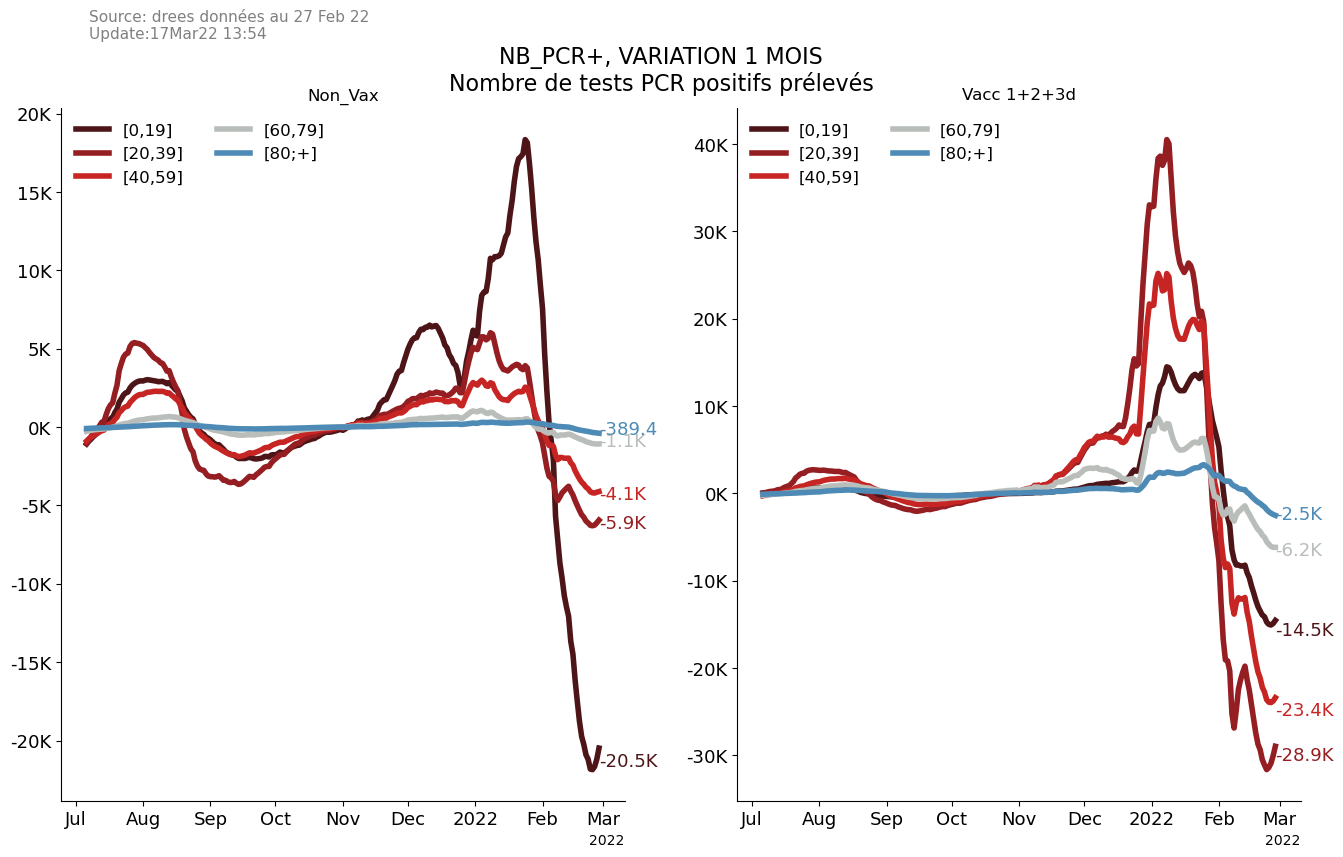 Source: drees données au 27 Feb 22
Update:17Mar22 13:54
NB_PCR+, VARIATION 1 MOIS
Nombre de tests PCR positifs prélevés
Non_Vax
[0,19]
[20,39]
[40,59]
[60,79]
[80;+]
20K
15K
10K
5K
0K
-5K
-10K
-15K
-20K
-389.4
-1.1K
-4.1K
-5.9K
-20.5K
Jul Aug Sep Oct Nov Dec 2022 Feb Mar
2022
Vacc 1+2+3d
[0,19]
[20,39]
[40,59]
[60,79]
[80;+]
40K
30K
20K
10K
0K
-10K
-20K
-30K
-2.5K
-6.2K
-14.5K
-23.4K
-28.9K
Jul Aug Sep Oct Nov Dec 2022 Feb Mar
2022